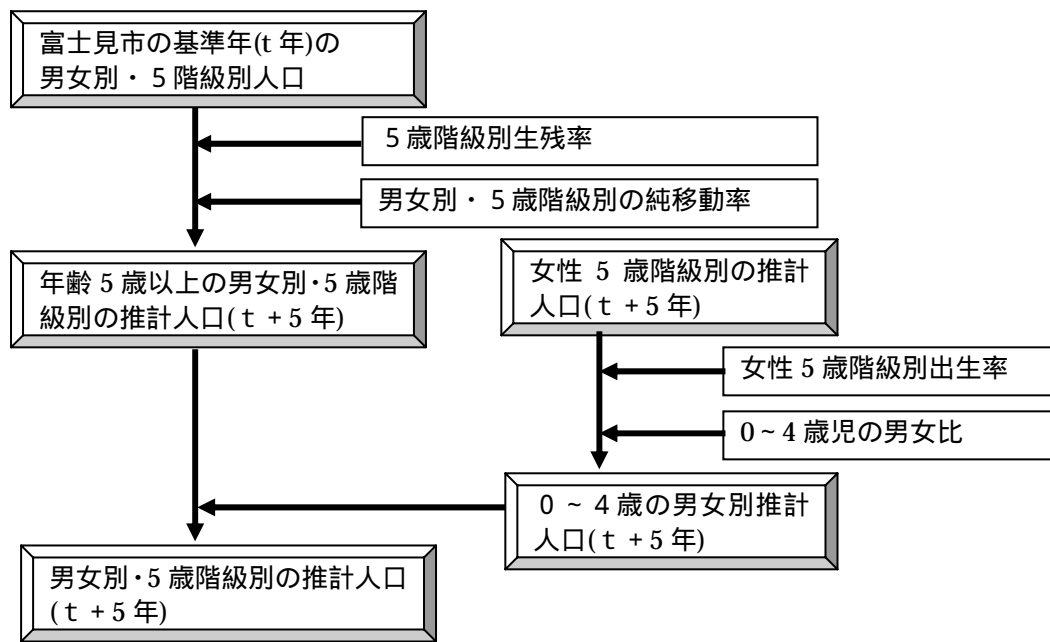 富士見市の基準年(t 年)の
男女別・５階級別人口
５歳階級別生残率
男女別・５歳階級別の純移動率
年齢 5 歳以上の男女別・5 歳階
級別の推計人口(ｔ+5 年)
女性 5 歳階級別の推計
人口(ｔ+5 年)
女性 5 歳階級別出生率
0~4 歳児の男女比
０~４歳の男女別推計
人口(ｔ+5 年)
男女別・5 歳階級別の推計人口
(ｔ+5 年)